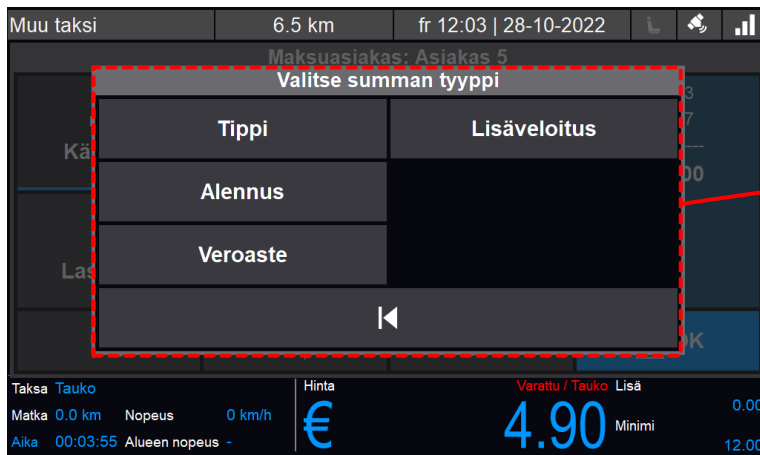 Muu taksi 6.5 km fr 12:03 | 28-10-2022
Maksuasiakas: Asiakas 5
Valitse summan tyyppi
Tippi Lisäveloitus
Alennus
Veroaste
Taksa Tauko Hinta Varattu / Tauko Lisä
Matka 0.0 km Nopeus 0 km/h € 4.90 Minimi 0.00
Aika 00:03:55 Alueen nopeus - 12.00